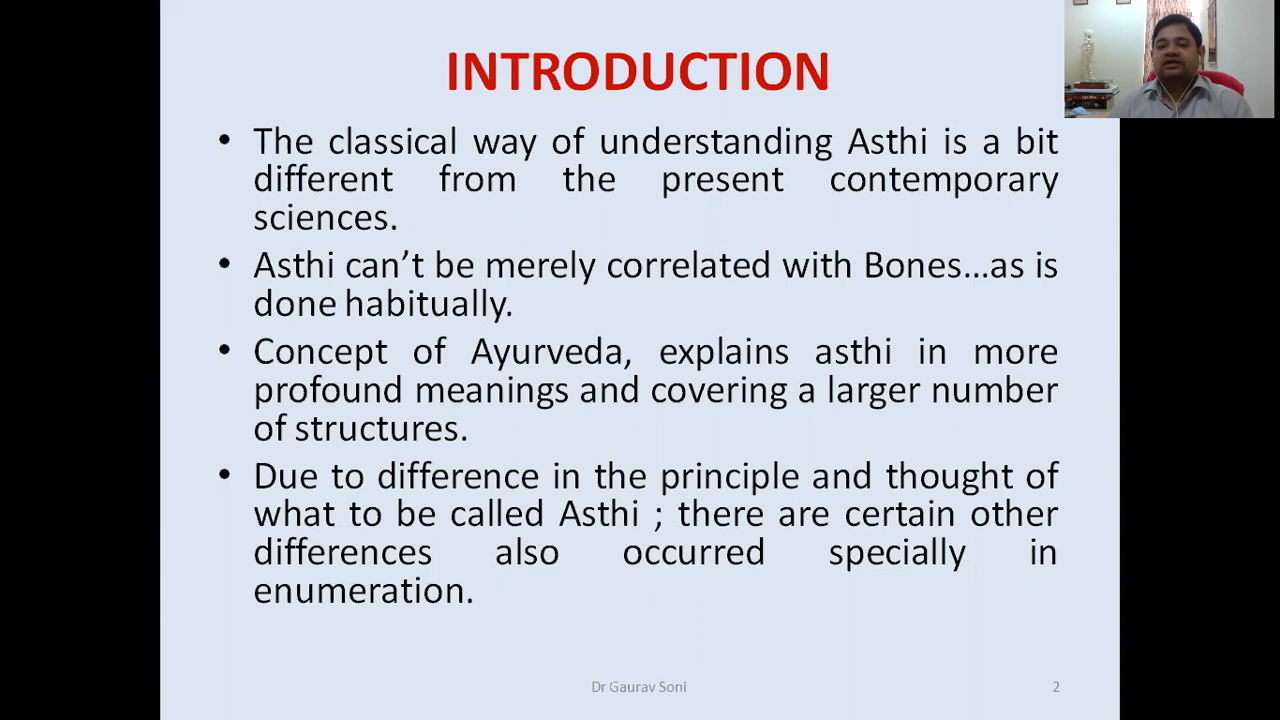 INTRODUCTION
• The classical way of understanding Asthi is a bit
different from the present contemporary
sciences.
• Asthi can’t be merely correlated with Bones…as is
done habitually.
• Concept of Ayurveda, explains asthi in more
profound meanings and covering a larger number
of structures.
• Due to difference in the principle and thought of
what to be called Asthi ; there are certain other
differences also occurred specially in
enumeration.
Dr Gaurav Soni
2